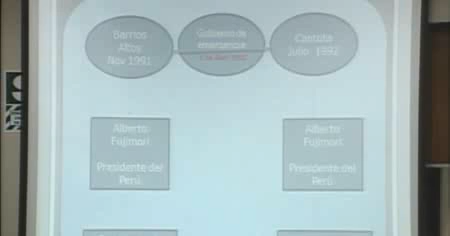 Barrios
Altos
Nov 1991
Gobierno de
emergencia
Cantuta
Julio 1992
Alberto
Fujimori.
Presidente del
Perú
Alberto
Fujimori.
Presidente del
Perú